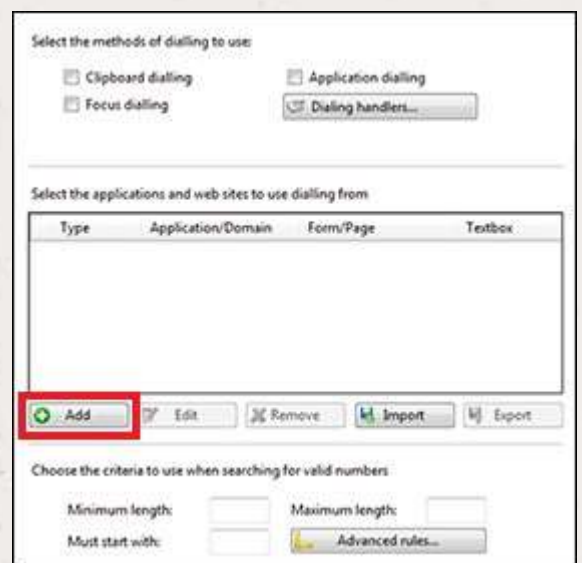 Select the methods of dialling to use:
Clipboard dialling Application dialling
Focus dialling Dialing handlers...
Select the applications and web sites to use dialling from
Type Application/Domain Form/Page Textbox
Add Edit Remove Import Export
Choose the criteria to use when searching for valid numbers
Minimum length: Maximum length:
Must start with: Advanced rules...